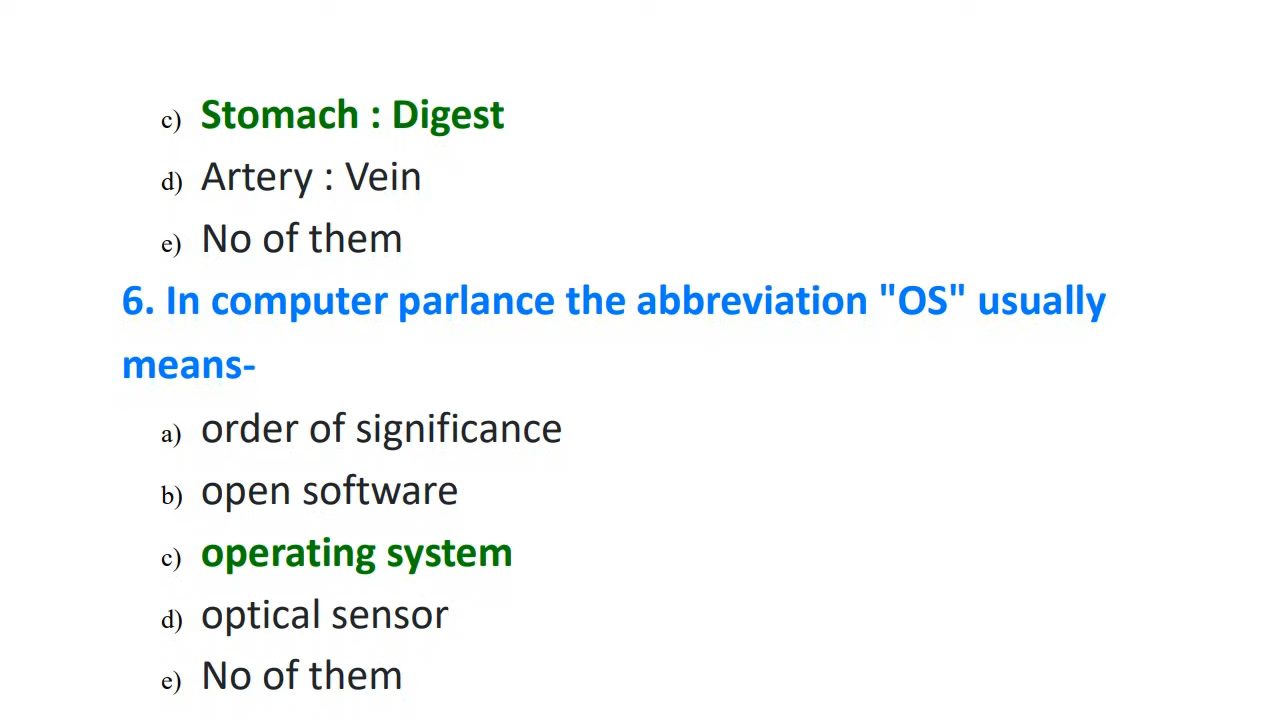 c) Stomach : Digest
d) Artery : Vein
e) No of them
6. In computer parlance the abbreviation "OS" usually
means-
a) order of significance
b) open software
c) operating system
d) optical sensor
e) No of them